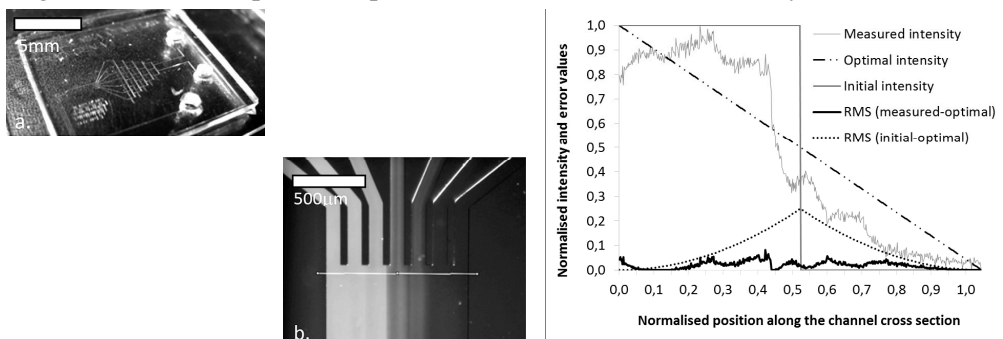 5mm
a.
500µm
b.
Normalised intensity and error values
1,0
0,9
0,8
0,7
0,6
0,5
0,4
0,3
0,2
0,1
0,0
0,0 0,1 0,2 0,3 0,4 0,5 0,6 0,7 0,8 0,9 1,0
Normalised position along the channel cross section
Measured intensity
Optimal intensity
Initial intensity
RMS (measured-optimal)
RMS (initial-optimal)